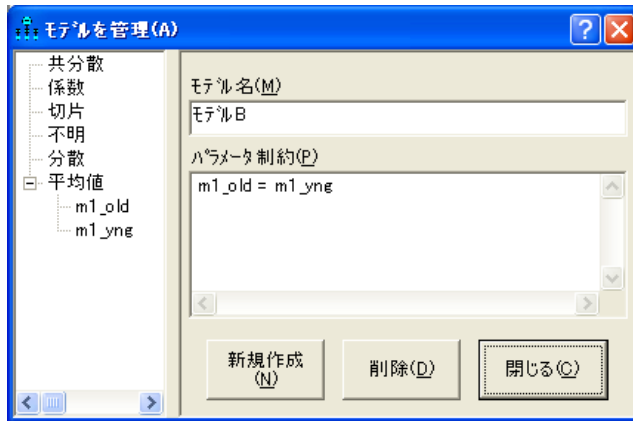 モデルを管理(A)
共分散
係数
切片
不明
分散
平均値
m1_old
m1_yng
モデル名(M)
モデルB
パラメータ制約(P)
m1_old = m1_yng
新規作成
(N)
削除(D)
閉じる(C)